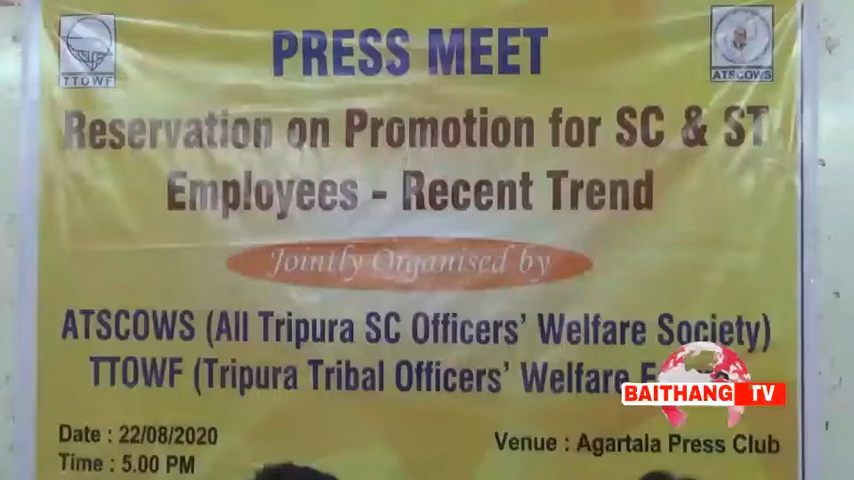 PRESS MEET
TTOWF
ATSCOWS
Reservation on Promotion for SC & ST
Employees - Recent Trend
Jointly Organised by
ATSCOWS (All Tripura SC Officers' Welfare Society)
TTOWF (Tripura Tribal Officers' Welfare
BAITHANG TV
Date : 22/08/2020
Time : 5.00 PM
Venue : Agartala Press Club